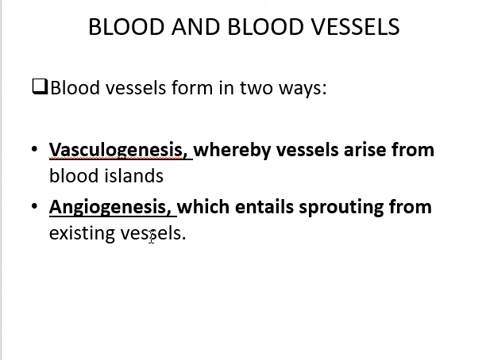 BLOOD AND BLOOD VESSELS
❑Blood vessels form in two ways:
• Vasculogenesis, whereby vessels arise from
blood islands
• Angiogenesis, which entails sprouting from
existing vessels.